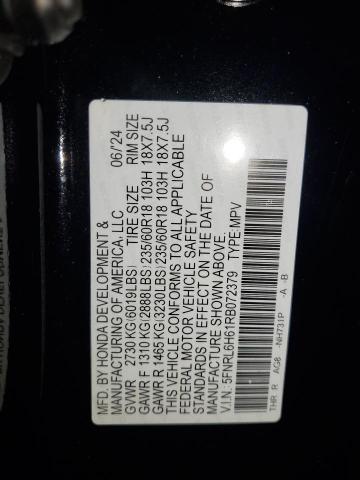 MFD. BY HONDA DEVELOPMENT &
MANUFACTURING OF AMERICA, LLC 06/24
GVWR 2730 KG(6019LBS) TIRE SIZE RIM SIZE
GAWR F 1310 KG(2888LBS) 235/60R18 103H 18X7.5J
GAWR R 1465 KG(3230LBS) 235/60R18 103H 18X7.5J
THIS VEHICLE CONFORMS TO ALL APPLICABLE
FEDERAL MOTOR VEHICLE SAFETY
STANDARDS IN EFFECT ON THE DATE OF
MANUFACTURE SHOWN ABOVE.
V.I.N.: 5FNRL6H61RB072379 TYPE:MPV
THR R AG8 -NH731P -A -B